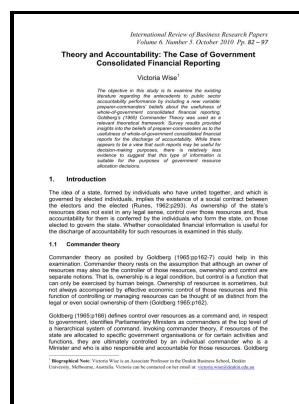 International Review of Business Research Papers
Volume 6. Number 5. October 2010 Pp. 82 – 97
Theory and Accountability: The Case of Government
Consolidated Financial Reporting
Victoria Wise¹
The objective in this study is to examine the existing
literature regarding the antecedents to public sector
accountability performance by including a new variable:
preparer-commanders' beliefs about the usefulness of
whole-of-government consolidated financial reporting.
Goldberg's (1965) Commander Theory was used as a
relevant theoretical framework. Survey results provided
insights into the beliefs of preparer-commanders as to the
usefulness of whole-of-government consolidated financial
reports for the discharge of accountability. While there
appears to be a view that such reports may be useful for
decision-making purposes, there is relatively less
evidence to suggest that this type of information is
suitable for the purposes of government resource
allocation decisions.
1. Introduction
The idea of a state, formed by individuals who have united together, and which is
governed by elected individuals, implies the existence of a social contract between
the electors and the elected (Runes, 1962:p293). As ownership of the state's
resources does not exist in any legal sense, control over those resources and, thus
accountability for them is conferred by the individuals who form the state, on those
elected to govern the state. Whether consolidated financial information is useful for
the discharge of accountability for such resources is examined in this study.
1.1 Commander theory
Commander theory as posited by Goldberg (1965:pp162-7) could help in this
examination. Commander theory rests on the assumption that although an owner of
resources may also be the controller of those resources, ownership and control are
separate notions. That is, ownership is a legal condition, but control is a function that
can only be exercised by human beings. Ownership of resources is sometimes, but
not always accompanied by effective economic control of those resources and this
function of controlling or managing resources can be thought of as distinct from the
legal or even social ownership of them (Goldberg 1965:p162).
Goldberg (1965:p166) defines control over resources as a command and, in respect
to government, identifies Parliamentary Ministers as commanders at the top level of
a hierarchical system of command. Invoking commander theory, if resources of the
state are allocated to specific government organisations or for certain activities and
functions, they are ultimately controlled by an individual commander who is a
Minister and who is also responsible and accountable for these resources. Goldberg
¹ Biographical Note: Victoria Wise is an Associate Professor in the Deakin Business School, Deakin
University, Melbourne, Australia. Victoria can be contacted on her email at: victoria.wise@deakin.edu.au